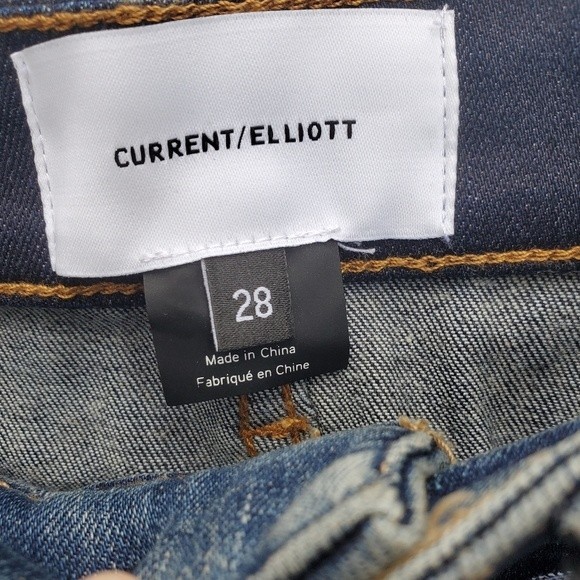 CURRENT/ELLIOTT
28
Made in China
Fabriqué en Chine